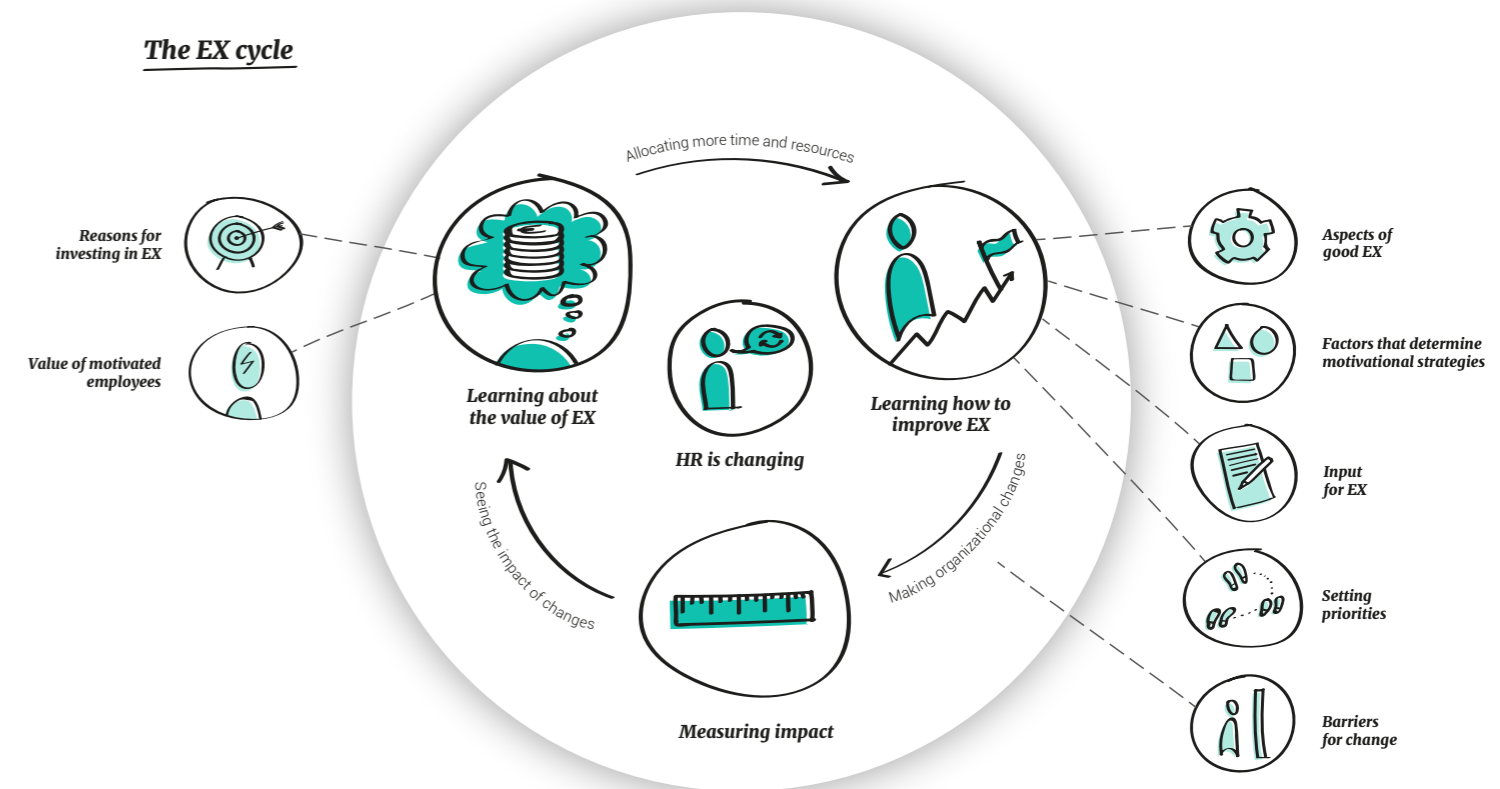 The EX cycle
Allocating more time and resources
Reasons for
investing in EX
Value of motivated
employees
Learning about
the value of EX
HR is changing
Learning how to
improve EX
Seeing the impact of changes
Making organizational changes
Measuring impact
Aspects of
good EX
Factors that determine
motivational strategies
Input
for EX
Setting
priorities
Barriers
for change